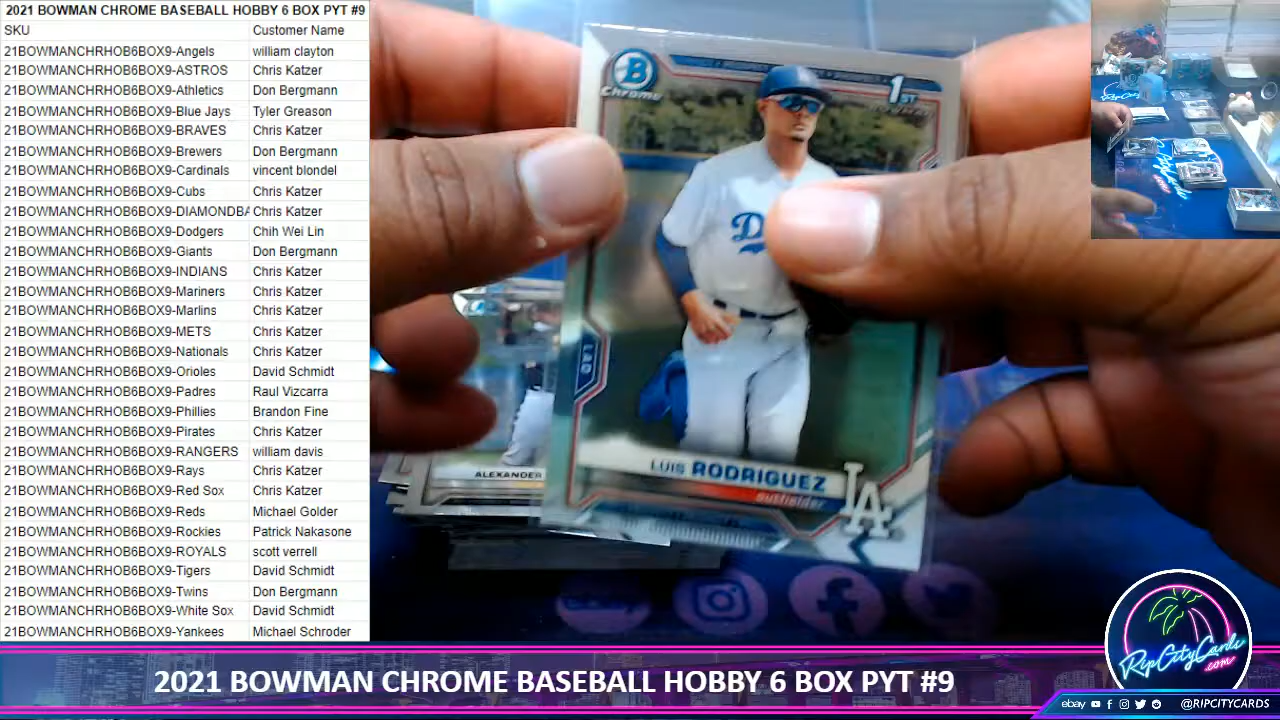 2021 BOWMAN CHROME BASEBALL HOBBY 6 BOX PYT #9
SKU Customer Name
21BOWMANCHRHOB6BOX9-Angels william clayton
21BOWMANCHRHOB6BOX9-ASTROS Chris Katzer
21BOWMANCHRHOB6BOX9-Athletics Don Bergmann
21BOWMANCHRHOB6BOX9-Blue Jays Tyler Greason
21BOWMANCHRHOB6BOX9-BRAVES Chris Katzer
21BOWMANCHRHOB6BOX9-Brewers Don Bergmann
21BOWMANCHRHOB6BOX9-Cardinals vincent blondel
21BOWMANCHRHOB6BOX9-Cubs Chris Katzer
21BOWMANCHRHOB6BOX9-DIAMONDBA Chris Katzer
21BOWMANCHRHOB6BOX9-Dodgers Chih Wei Lin
21BOWMANCHRHOB6BOX9-Giants Don Bergmann
21BOWMANCHRHOB6BOX9-INDIANS Chris Katzer
21BOWMANCHRHOB6BOX9-Mariners Chris Katzer
21BOWMANCHRHOB6BOX9-Marlins Chris Katzer
21BOWMANCHRHOB6BOX9-METS Chris Katzer
21BOWMANCHRHOB6BOX9-Nationals Chris Katzer
21BOWMANCHRHOB6BOX9-Orioles David Schmidt
21BOWMANCHRHOB6BOX9-Padres Raul Vizcarra
21BOWMANCHRHOB6BOX9-Phillies Brandon Fine
21BOWMANCHRHOB6BOX9-Pirates Chris Katzer
21BOWMANCHRHOB6BOX9-RANGERS william davis
21BOWMANCHRHOB6BOX9-Rays Chris Katzer
21BOWMANCHRHOB6BOX9-Red Sox Chris Katzer
21BOWMANCHRHOB6BOX9-Reds Michael Golder
21BOWMANCHRHOB6BOX9-Rockies Patrick Nakasone
21BOWMANCHRHOB6BOX9-ROYALS scott verrell
21BOWMANCHRHOB6BOX9-Tigers David Schmidt
21BOWMANCHRHOB6BOX9-Twins Don Bergmann
21BOWMANCHRHOB6BOX9-White Sox David Schmidt
21BOWMANCHRHOB6BOX9-Yankees Michael Schroder
B
Chrome
1ST
LAD
LUIS RODRIGUEZ
outfielder
LA
ALEXANDER
2021 BOWMAN CHROME BASEBALL HOBBY 6 BOX PYT #9
RipCityCards
.com
ebay @RIPCITYCARDS